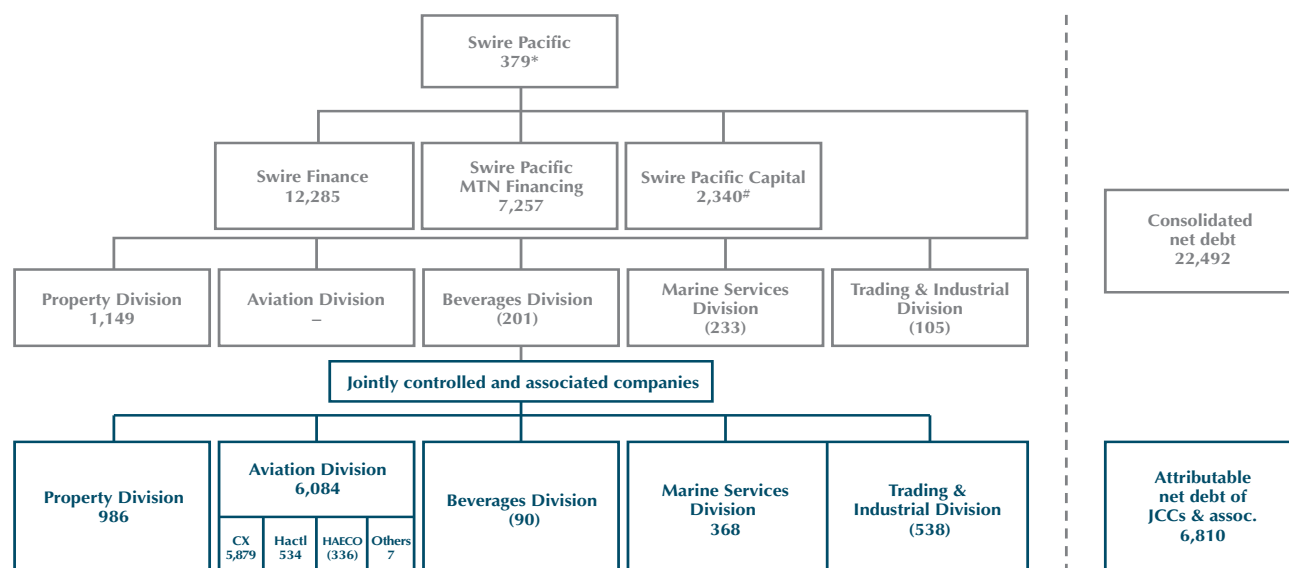 Swire Pacific
379*
Swire Finance
12,285
Swire Pacific
MTN Financing
7,257
Swire Pacific Capital
2,340#
Consolidated
net debt
22,492
Property Division
1,149
Aviation Division
–
Beverages Division
(201)
Marine Services
Division
(233)
Trading & Industrial
Division
(105)
Jointly controlled and associated companies
Property Division
986
Aviation Division
6,084
CX
5,879
Hactl
534
HAECO
(336)
Others
7
Beverages Division
(90)
Marine Services
Division
368
Trading &
Industrial Division
(538)
Attributable
net debt of
JCCs & assoc.
6,810